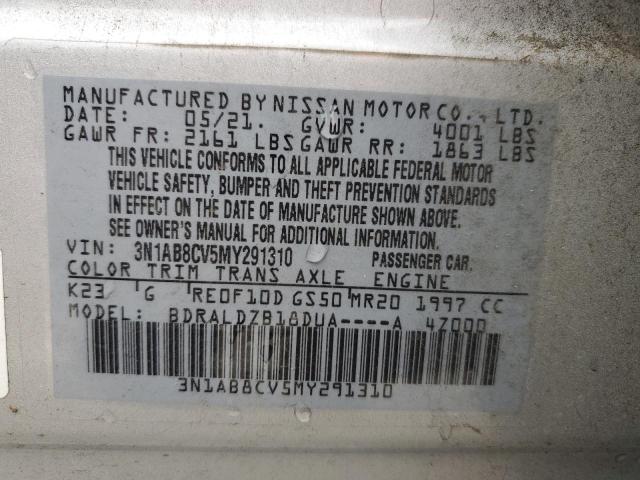 MANUFACTURED BY NISSAN MOTOR CO., LTD.
DATE: 05/21. GVWR: 4001 LBS
GAWR FR: 2161 LBS GAWR RR: 1863 LBS
THIS VEHICLE CONFORMS TO ALL APPLICABLE FEDERAL MOTOR
VEHICLE SAFETY, BUMPER AND THEFT PREVENTION STANDARDS
IN EFFECT ON THE DATE OF MANUFACTURE SHOWN ABOVE.
SEE OWNER'S MANUAL FOR ADDITIONAL INFORMATION.
VIN: 3N1AB8CV5MY291310 PASSENGER CAR.
COLOR TRIM TRANS AXLE ENGINE
K23 G RE0F10D GS50 MR20 1997 CC
MODEL: BDRALDZB18DUA----A 4Z000
3N1AB8CV5MY291310